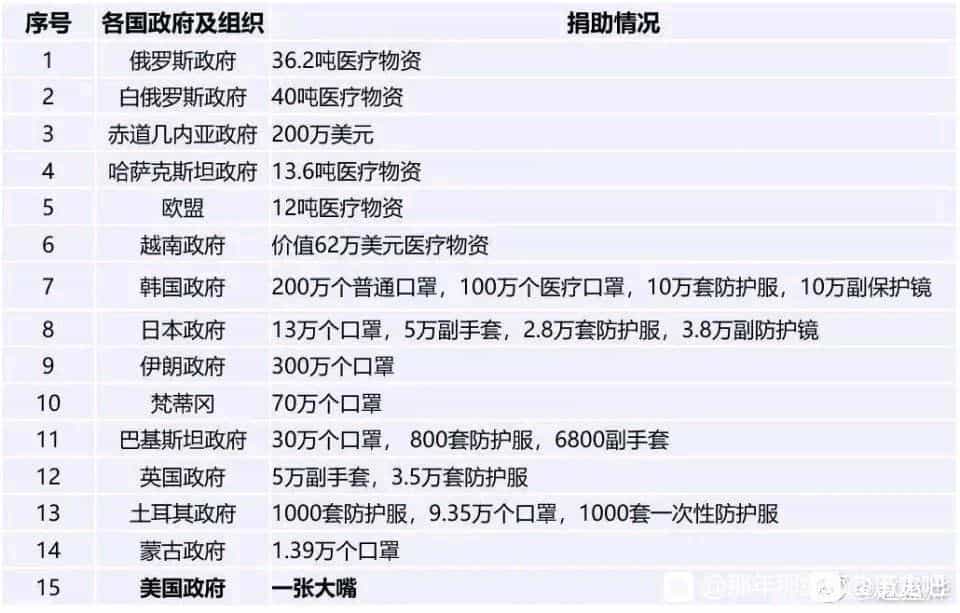 序号 各国政府及组织 捐助情况
1 俄罗斯政府 36.2吨医疗物资
2 白俄罗斯政府 40吨医疗物资
3 赤道几内亚政府 200万美元
4 哈萨克斯坦政府 13.6吨医疗物资
5 欧盟 12吨医疗物资
6 越南政府 价值62万美元医疗物资
7 韩国政府 200万个普通口罩，100万个医疗口罩，10万套防护服，10万副保护镜
8 日本政府 13万个口罩，5万副手套，2.8万套防护服，3.8万副防护镜
9 伊朗政府 300万个口罩
10 梵蒂冈 70万个口罩
11 巴基斯坦政府 30万个口罩， 800套防护服，6800副手套
12 英国政府 5万副手套，3.5万套防护服
13 土耳其政府 1000套防护服，9.35万个口罩，1000套一次性防护服
14 蒙古政府 1.39万个口罩
15 美国政府 一张大嘴